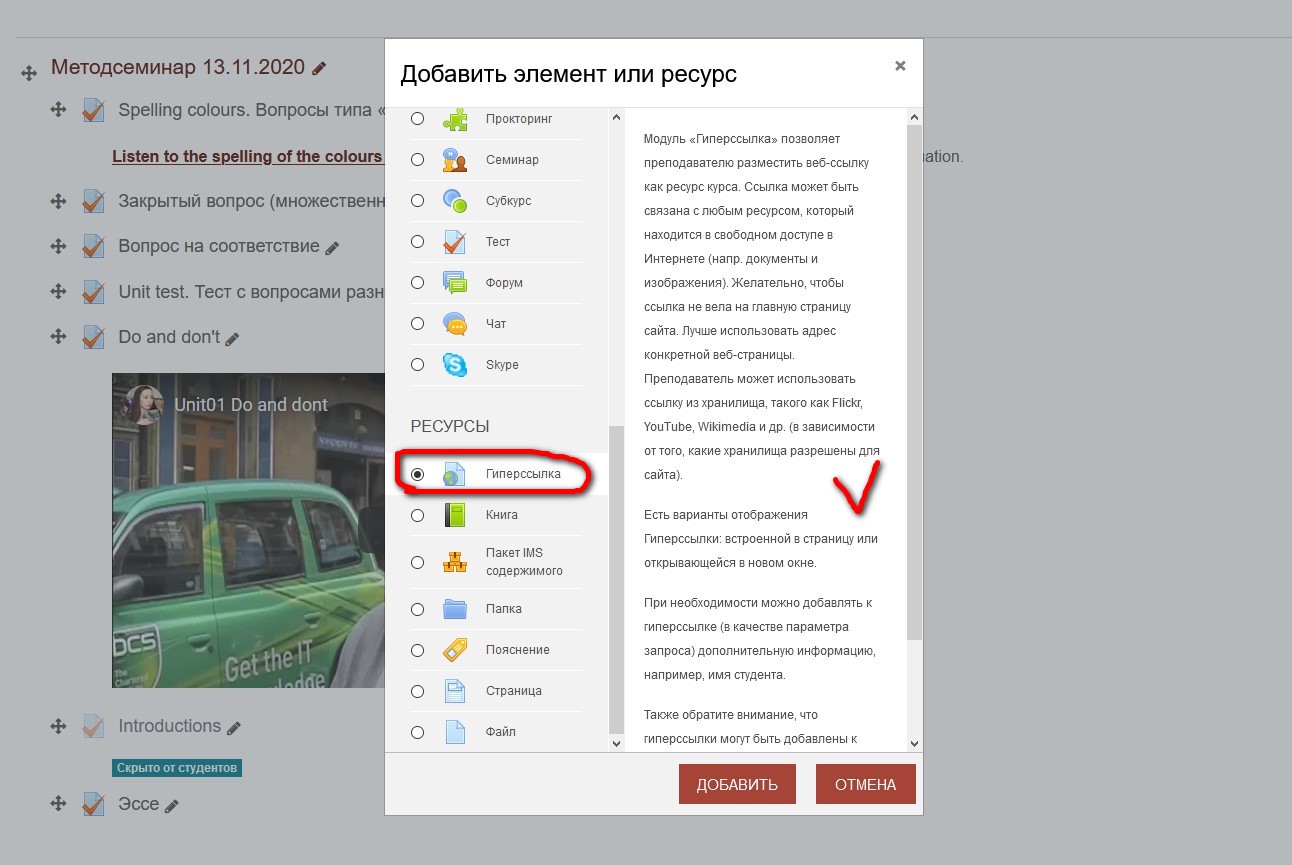 Методсеминар 13.11.2020
Spelling colours. Вопросы типа «
Listen to the spelling of the colours
uation.
Закрытый вопрос (множественн
Вопрос на соответствие
Unit test. Тест с вопросами разн
Do and don't
Unit01 Do and dont
BCS
The
Chartered
Get the IT
Introductions
Скрыто от студентов
Эссе
Добавить элемент или ресурс
×
Прокторинг
Семинар
Субкурс
Тест
Форум
Чат
Skype
РЕСУРСЫ
Гиперссылка
Книга
Пакет IMS
содержимого
Папка
Пояснение
Страница
Файл
Модуль «Гиперссылка» позволяет
преподавателю разместить веб-ссылку
как ресурс курса. Ссылка может быть
связана с любым ресурсом, который
находится в свободном доступе в
Интернете (напр. документы и
изображения). Желательно, чтобы
ссылка не вела на главную страницу
сайта. Лучше использовать адрес
конкретной веб-страницы.
Преподаватель может использовать
ссылку из хранилища, такого как Flickr,
YouTube, Wikimedia и др. (в зависимости
от того, какие хранилища разрешены для
сайта).
Есть варианты отображения
Гиперссылки: встроенной в страницу или
открывающейся в новом окне.
При необходимости можно добавлять к
гиперссылке (в качестве параметра
запроса) дополнительную информацию,
например, имя студента.
Также обратите внимание, что
гиперссылки могут быть добавлены к
ДОБАВИТЬ
ОТМЕНА